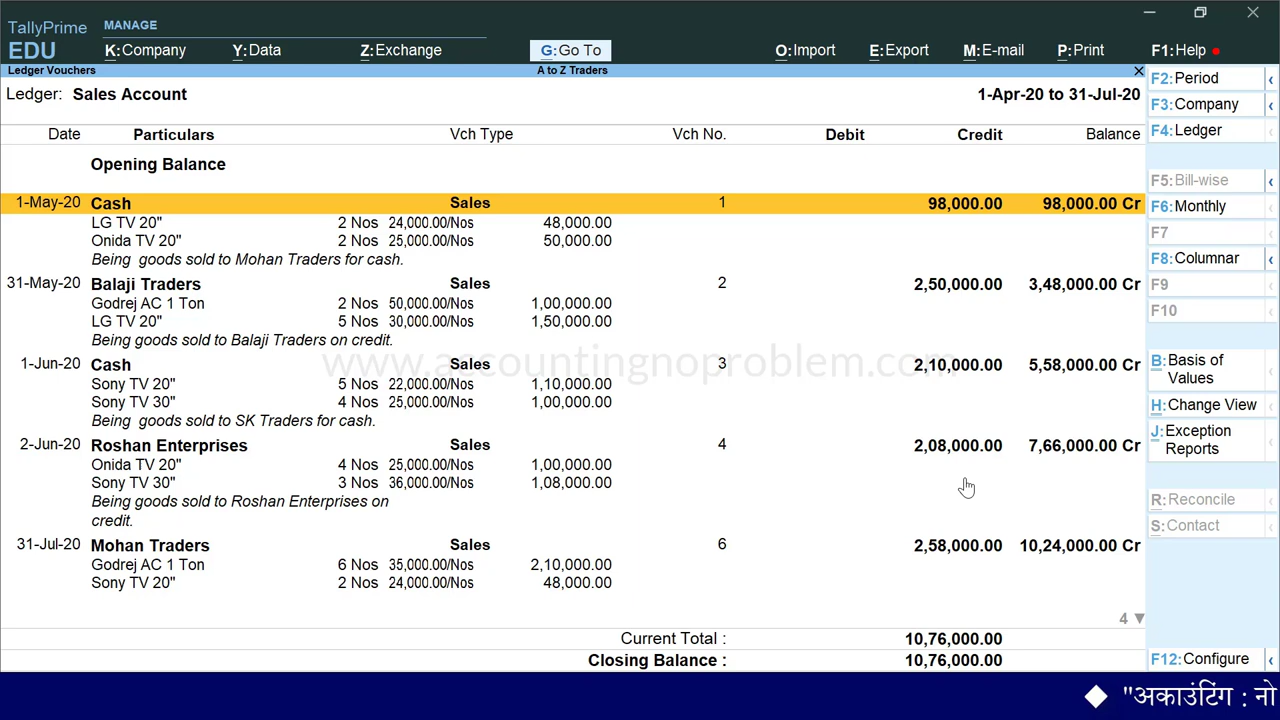 TallyPrime MANAGE
EDU K:Company Y:Data Z:Exchange G:Go To O:Import E:Export M:E-mail P:Print F1:Help
Ledger Vouchers A to Z Traders
Ledger: Sales Account 1-Apr-20 to 31-Jul-20
Date Particulars Vch Type Vch No. Debit Credit Balance
Opening Balance
1-May-20 Cash Sales 1 98,000.00 98,000.00 Cr
LG TV 20" 2 Nos 24,000.00/Nos 48,000.00
Onida TV 20" 2 Nos 25,000.00/Nos 50,000.00
Being goods sold to Mohan Traders for cash.
31-May-20 Balaji Traders Sales 2 2,50,000.00 3,48,000.00 Cr
Godrej AC 1 Ton 2 Nos 50,000.00/Nos 1,00,000.00
LG TV 20" 5 Nos 30,000.00/Nos 1,50,000.00
Being goods sold to Balaji Traders on credit.
www.accountingnoproblem.com
1-Jun-20 Cash Sales 3 2,10,000.00 5,58,000.00 Cr
Sony TV 20" 5 Nos 22,000.00/Nos 1,10,000.00
Sony TV 30" 4 Nos 25,000.00/Nos 1,00,000.00
Being goods sold to SK Traders for cash.
2-Jun-20 Roshan Enterprises Sales 4 2,08,000.00 7,66,000.00 Cr
Onida TV 20" 4 Nos 25,000.00/Nos 1,00,000.00
Sony TV 30" 3 Nos 36,000.00/Nos 1,08,000.00
Being goods sold to Roshan Enterprises on
credit.
31-Jul-20 Mohan Traders Sales 6 2,58,000.00 10,24,000.00 Cr
Godrej AC 1 Ton 6 Nos 35,000.00/Nos 2,10,000.00
Sony TV 20" 2 Nos 24,000.00/Nos 48,000.00
4 ▼
Current Total : 10,76,000.00
Closing Balance : 10,76,000.00
F2:Period
F3:Company
F4:Ledger
F5:Bill-wise
F6:Monthly
F7
F8:Columnar
F9
F10
B:Basis of
Values
H:Change View
J:Exception
Reports
R:Reconcile
S:Contact
F12:Configure
◆ "अकाउंटिंग : नो